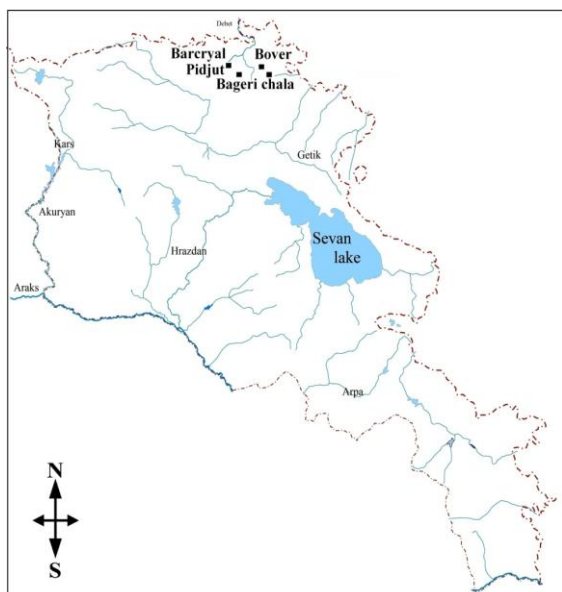 Debet
Barcryal Bover
Pidjut
Bageri chala
Kars
Getik
Akuryan
Sevan
lake
Hrazdan
Araks
Arpa
N
S